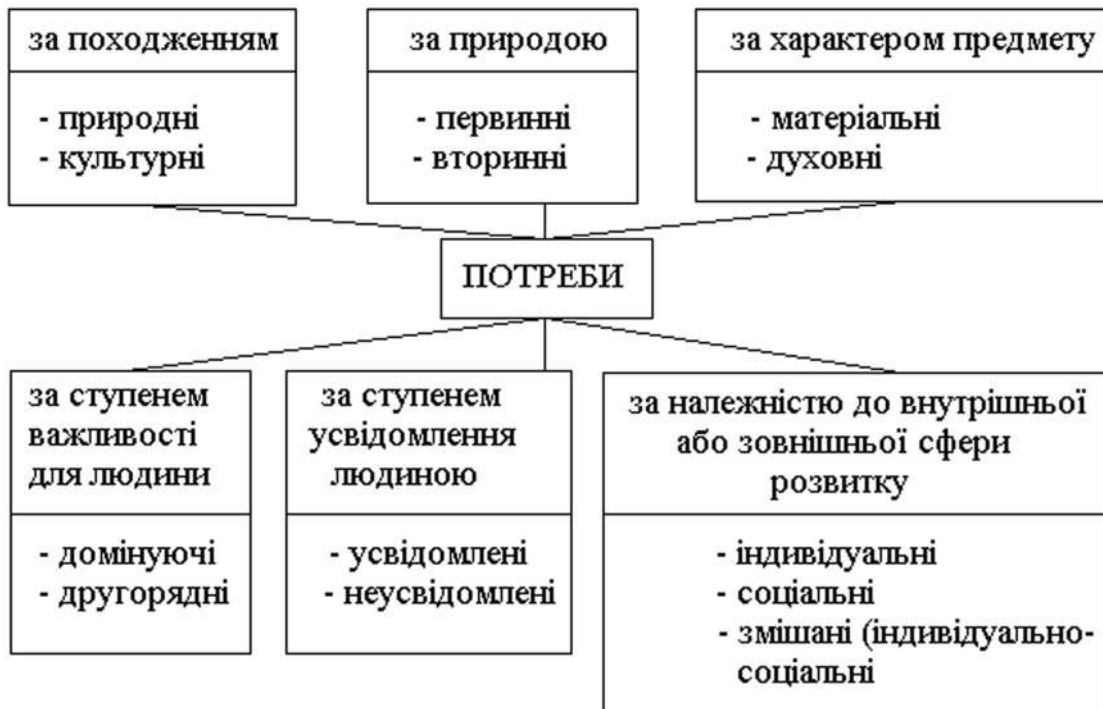 за походженням
- природні
- культурні
за природою
- первинні
- вторинні
за характером предмету
- матеріальні
- духовні
ПОТРЕБИ
за ступенем
важливості
для людини
- домінуючі
- другорядні
за ступенем
усвідомлення
людиною
- усвідомлені
- неусвідомлені
за належністю до внутрішньої
або зовнішньої сфери
розвитку
- індивідуальні
- соціальні
- змішані (індивідуально-
соціальні